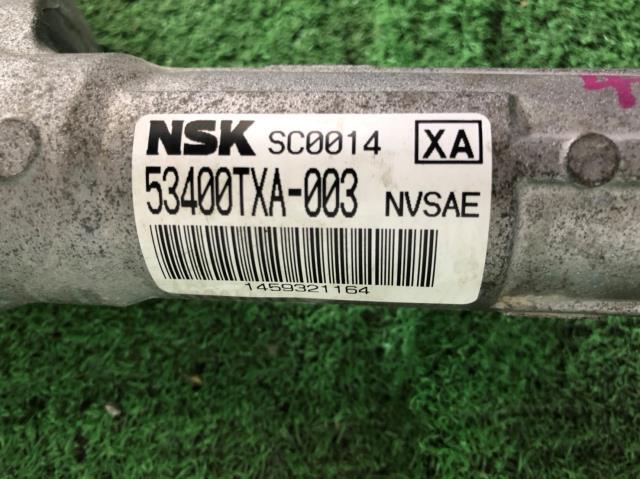 NSK SC0014 XA
53400TXA-003 NVSAE
1459321164